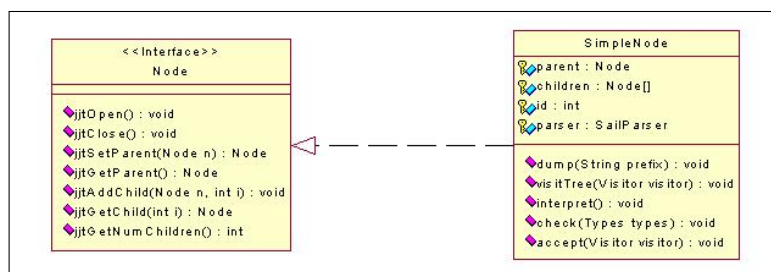 <<Interface>>
Node
jjtOpen() : void
jjtClose() : void
jjtSetParent(Node n) : Node
jjtGetParent() : Node
jjtAddChild(Node n, int i) : void
jjtGetChild(int i) : Node
jjtGetNumChildren() : int
SimpleNode
parent : Node
children : Node[]
id : int
parser : SailParser
dump(String prefix) : void
visitTree(Visitor visitor) : void
interpret() : void
check(Types types) : void
accept(Visitor visitor) : void